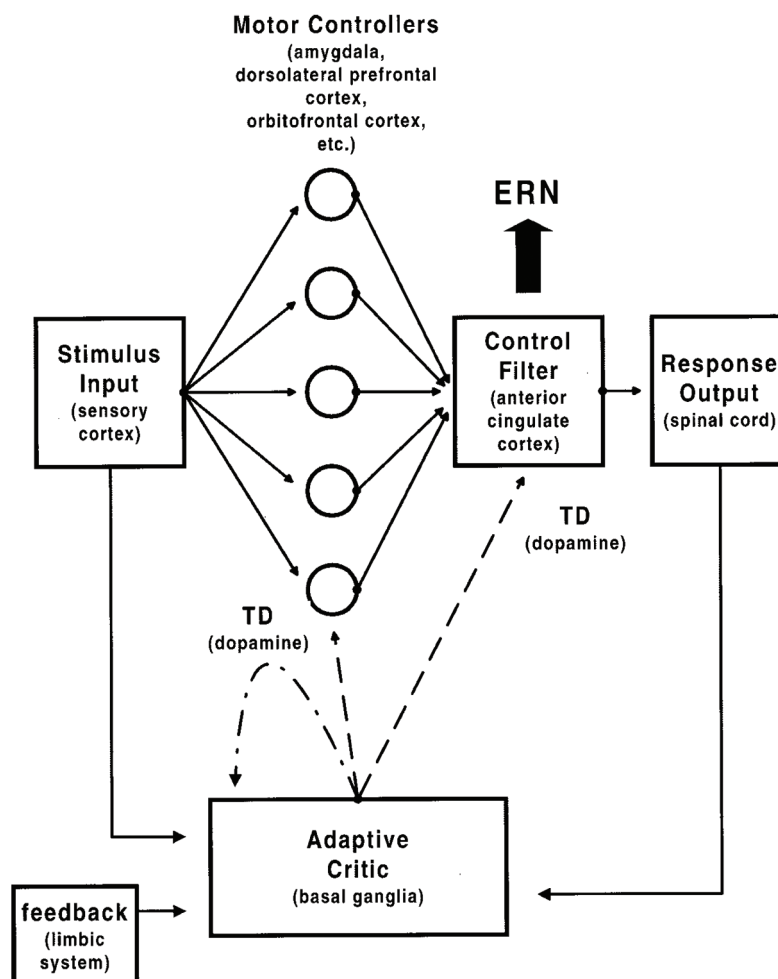 Motor Controllers
(amygdala,
dorsolateral prefrontal
cortex,
orbitofrontal cortex,
etc.)
ERN
Stimulus
Input
(sensory
cortex)
Control
Filter
(anterior
cingulate
cortex)
Response
Output
(spinal cord)
TD
(dopamine)
TD
(dopamine)
Adaptive
Critic
(basal ganglia)
feedback
(limbic
system)